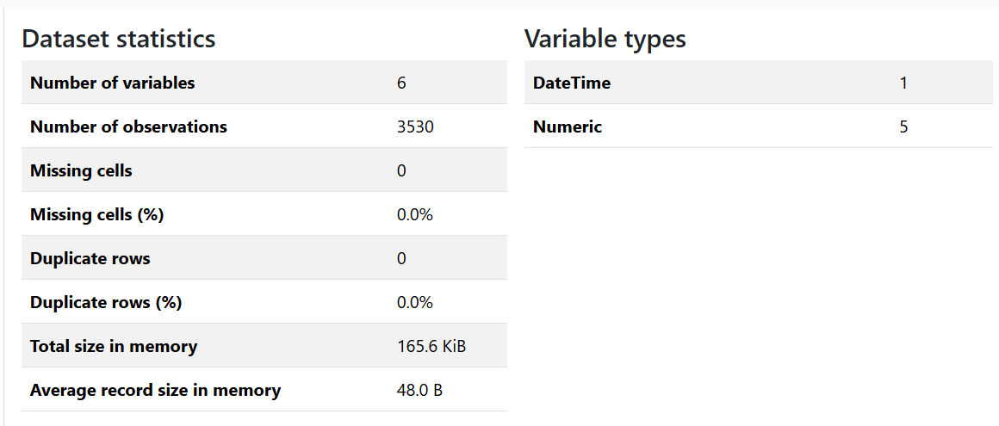 Dataset statistics
Number of variables 6
Number of observations 3530
Missing cells 0
Missing cells (%) 0.0%
Duplicate rows 0
Duplicate rows (%) 0.0%
Total size in memory 165.6 KiB
Average record size in memory 48.0 B
Variable types
DateTime 1
Numeric 5